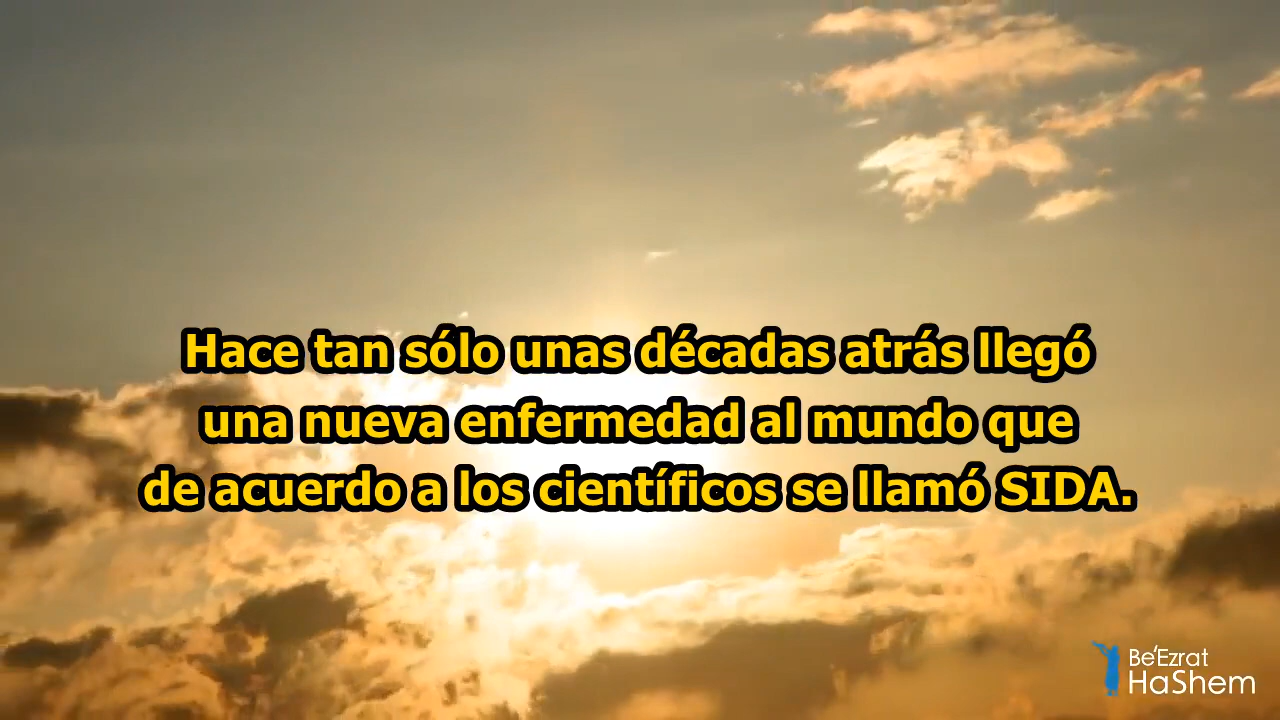 Hace tan sólo unas décadas atrás llegó
una nueva enfermedad al mundo que
de acuerdo a los científicos se llamó SIDA.
Be'Ezrat
HaShem